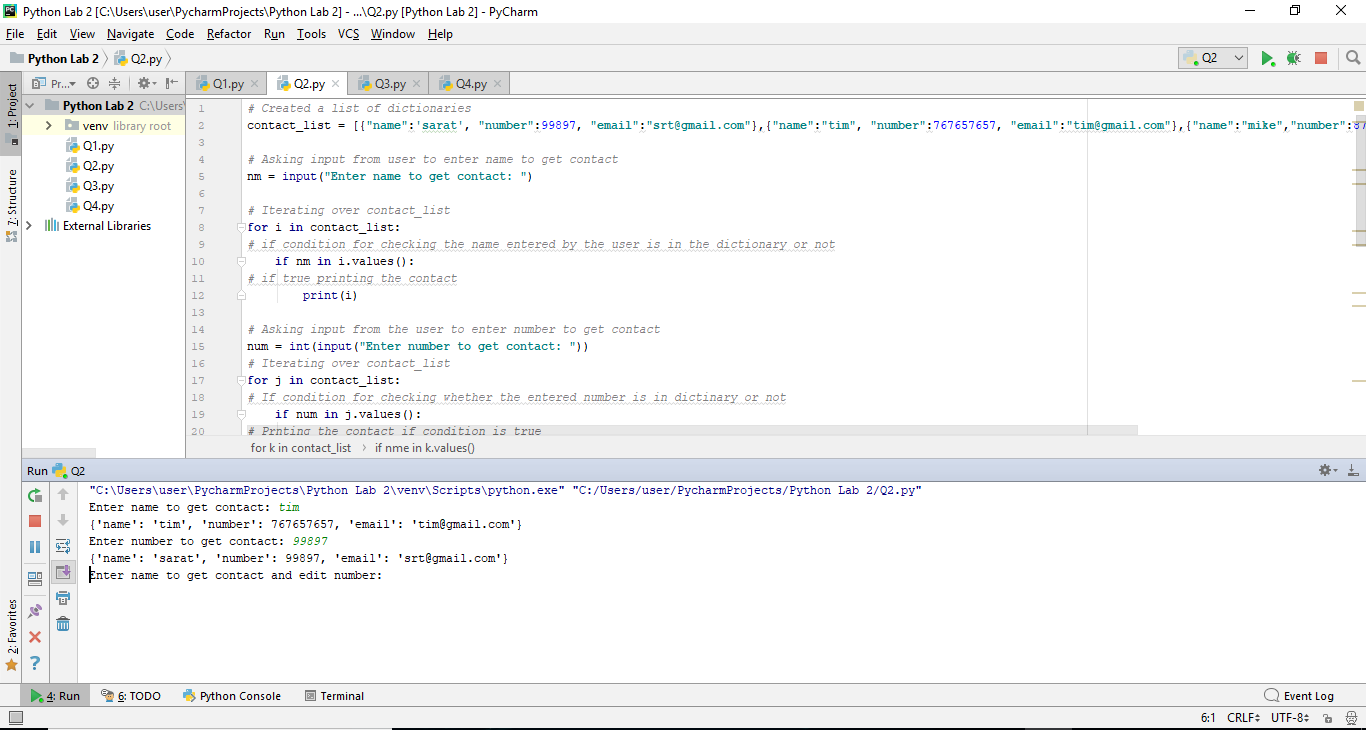 Python Lab 2 [C:\Users\user\PycharmProjects\Python Lab 2] - ...\Q2.py [Python Lab 2] - PyCharm
File Edit View Navigate Code Refactor Run Tools VCS Window Help
Python Lab 2 Q2.py Q2
Pr... Q1.py Q2.py Q3.py Q4.py
1: Project
7: Structure
2: Favorites
Python Lab 2 C:\Users\
venv library root
Q1.py
Q2.py
Q3.py
Q4.py
External Libraries
1 # Created a list of dictionaries
2 contact_list = [{"name":'sarat', "number":99897, "email":"srt@gmail.com"},{"name":"tim", "number":767657657, "email":"tim@gmail.com"},{"name":"mike","number":87
3
4 # Asking input from user to enter name to get contact
5 nm = input("Enter name to get contact: ")
6
7 # Iterating over contact_list
8 for i in contact_list:
9 # if condition for checking the name entered by the user is in the dictionary or not
10 if nm in i.values():
11 # if true printing the contact
12 print(i)
13
14 # Asking input from the user to enter number to get contact
15 num = int(input("Enter number to get contact: "))
16 # Iterating over contact_list
17 for j in contact_list:
18 # If condition for checking whether the entered number is in dictinary or not
19 if num in j.values():
20 # Prnting the contact if condition is true
for k in contact_list if nme in k.values()
Run Q2
"C:\Users\user\PycharmProjects\Python Lab 2\venv\Scripts\python.exe" "C:/Users/user/PycharmProjects/Python Lab 2/Q2.py"
Enter name to get contact: tim
{'name': 'tim', 'number': 767657657, 'email': 'tim@gmail.com'}
Enter number to get contact: 99897
{'name': 'sarat', 'number': 99897, 'email': 'srt@gmail.com'}
Enter name to get contact and edit number:
4: Run 6: TODO Python Console Terminal Event Log
6:1 CRLF UTF-8